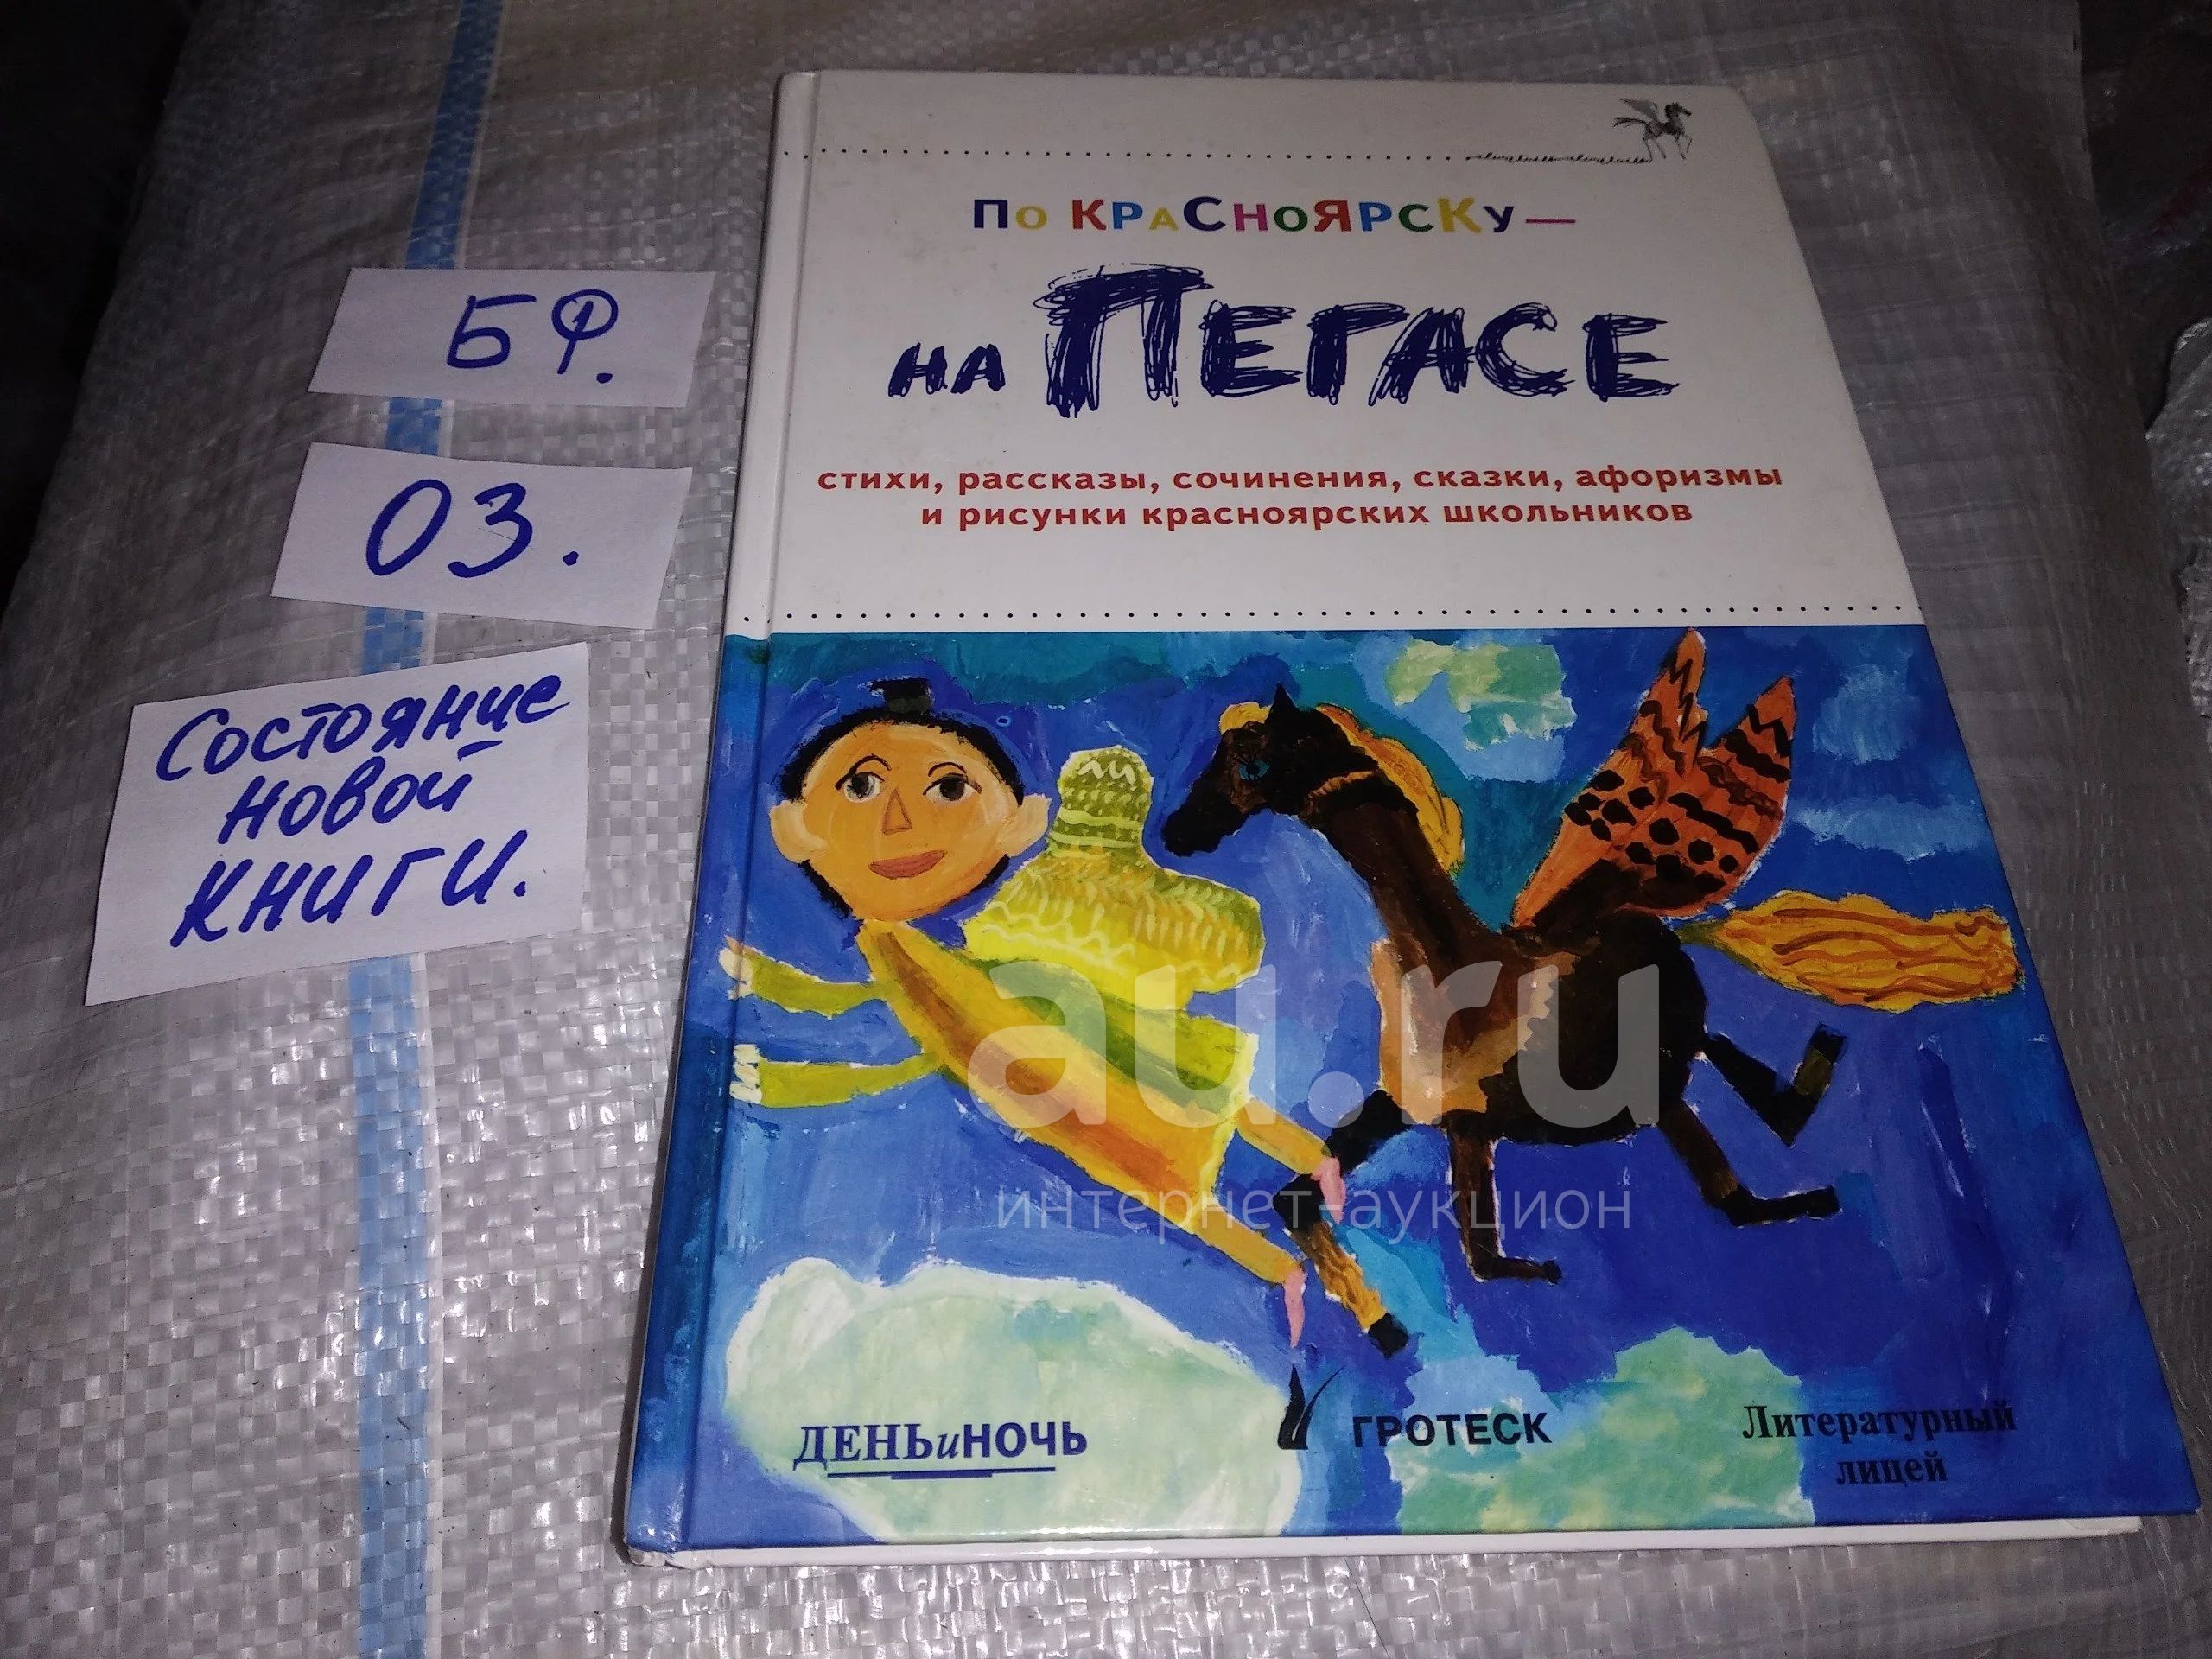 БФ.
03.
Состояние
новой
книги.
По Красноярску —
на ПЕГАСЕ
стихи, рассказы, сочинения, сказки, афоризмы
и рисунки красноярских школьников
au.ru
интернет-аукцион
ДЕНЬиНОЧЬ
ГРОТЕСК
Литературный
лицей